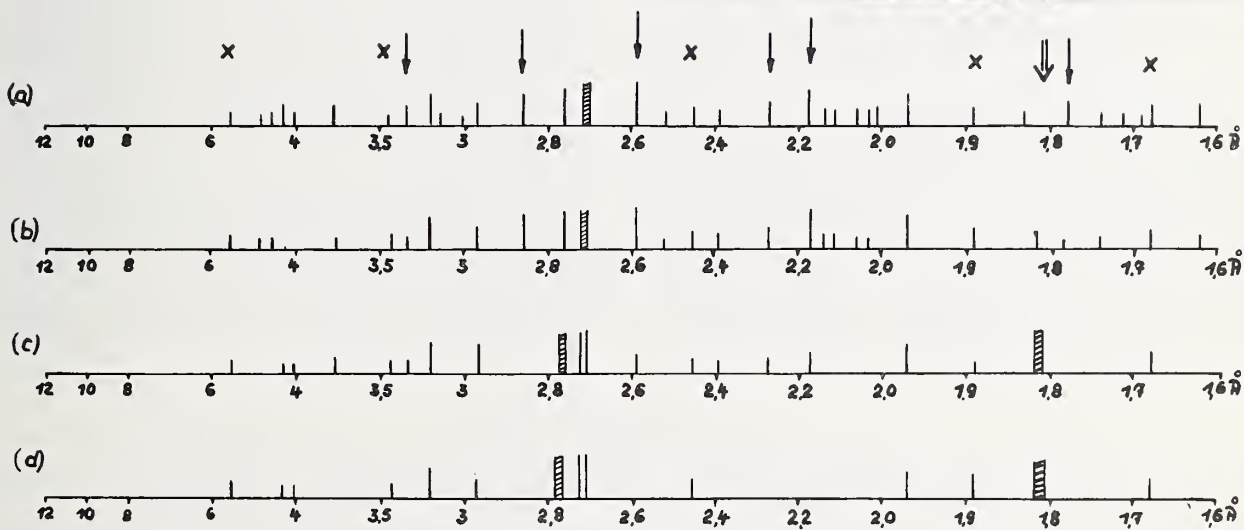 x x x x x
(a)
12 10 8 6 4 3,5 3 2,8 2,6 2,4 2,2 2,0 1,9 1,8 1,7 1,6 Å
(b)
12 10 8 6 4 3,5 3 2,8 2,6 2,4 2,2 2,0 1,9 1,8 1,7 1,6 Å
(c)
12 10 8 6 4 3,5 3 2,8 2,6 2,4 2,2 2,0 1,9 1,8 1,7 1,6 Å
(d)
12 10 8 6 4 3,5 3 2,8 2,6 2,4 2,2 2,0 1,9 1,8 1,7 1,6 Å